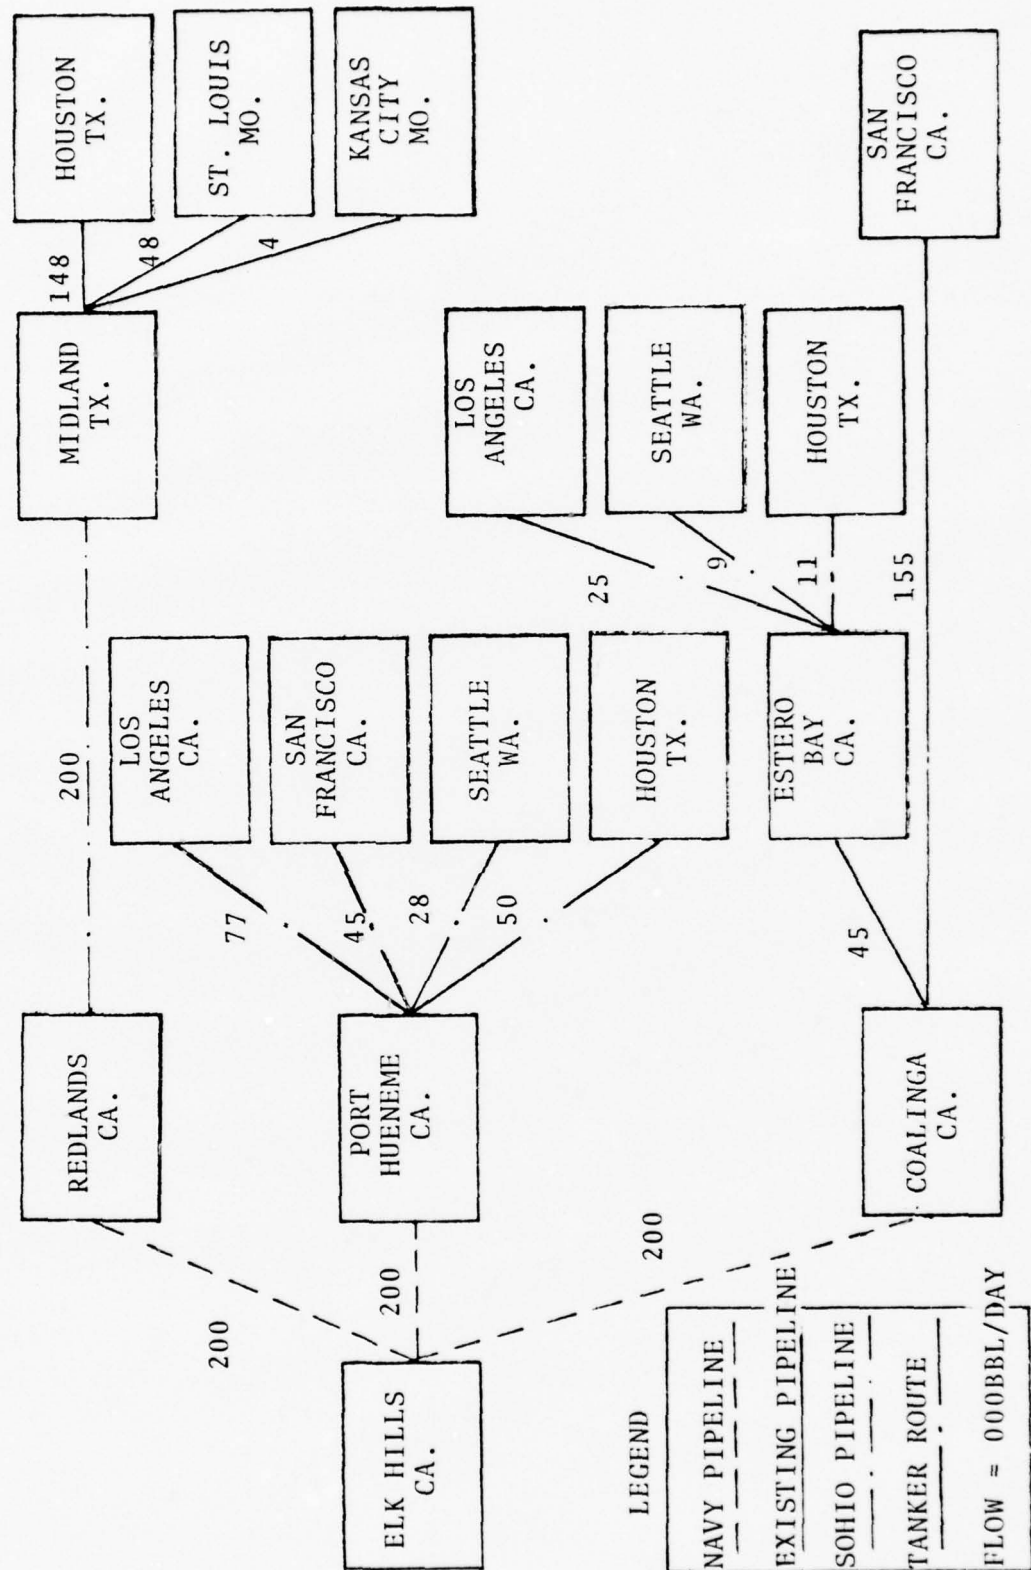 ELK HILLS
CA.
200
200
200
REDLANDS
CA.
PORT
HUENEME
CA.
COALINGA
CA.
200
77
45
28
50
45
155
LOS
ANGELES
CA.
SAN
FRANCISCO
CA.
SEATTLE
WA.
HOUSTON
TX.
ESTERO
BAY
CA.
25
9
11
MIDLAND
TX.
LOS
ANGELES
CA.
SEATTLE
WA.
HOUSTON
TX.
148
48
4
HOUSTON
TX.
ST. LOUIS
MO.
KANSAS
CITY
MO.
SAN
FRANCISCO
CA.
LEGEND
NAVY PIPELINE
EXISTING PIPELINE
SOHIO PIPELINE
TANKER ROUTE
FLOW = 000BBL/DAY